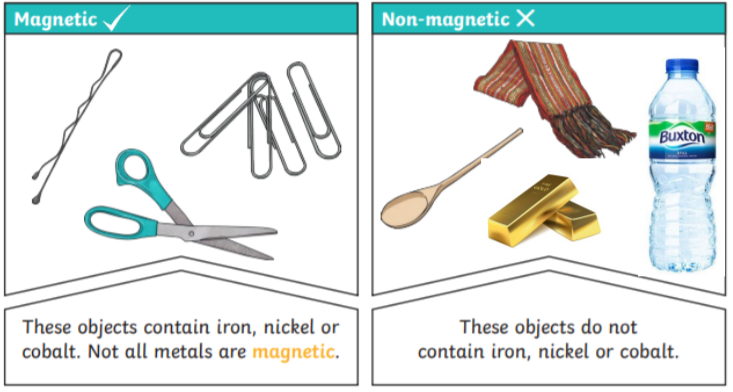 Magnetic
Non-magnetic
Buxton
GOLD
These objects contain iron, nickel or
cobalt. Not all metals are magnetic.
These objects do not
contain iron, nickel or cobalt.